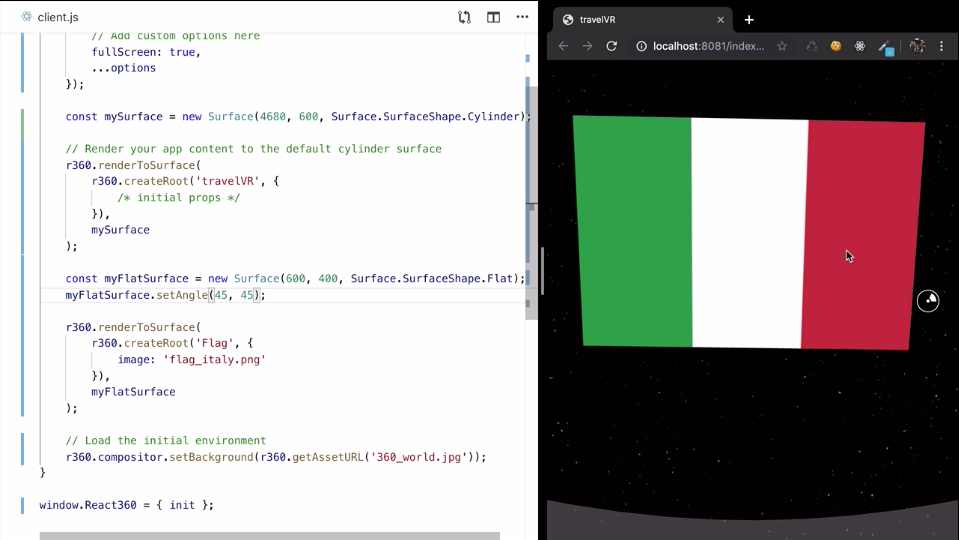 client.js
// Add custom options here
fullScreen: true,
...options
});
const mySurface = new Surface(4680, 600, Surface.SurfaceShape.Cylinder);
// Render your app content to the default cylinder surface
r360.renderToSurface(
r360.createRoot('travelVR', {
/* initial props */
}),
mySurface
);
const myFlatSurface = new Surface(600, 400, Surface.SurfaceShape.Flat);
myFlatSurface.setAngle(45, 45);
r360.renderToSurface(
r360.createRoot('Flag', {
image: 'flag_italy.png'
}),
myFlatSurface
);
// Load the initial environment
r360.compositor.setBackground(r360.getAssetURL('360_world.jpg'));
}
window.React360 = { init };
travelVR
localhost:8081/index...